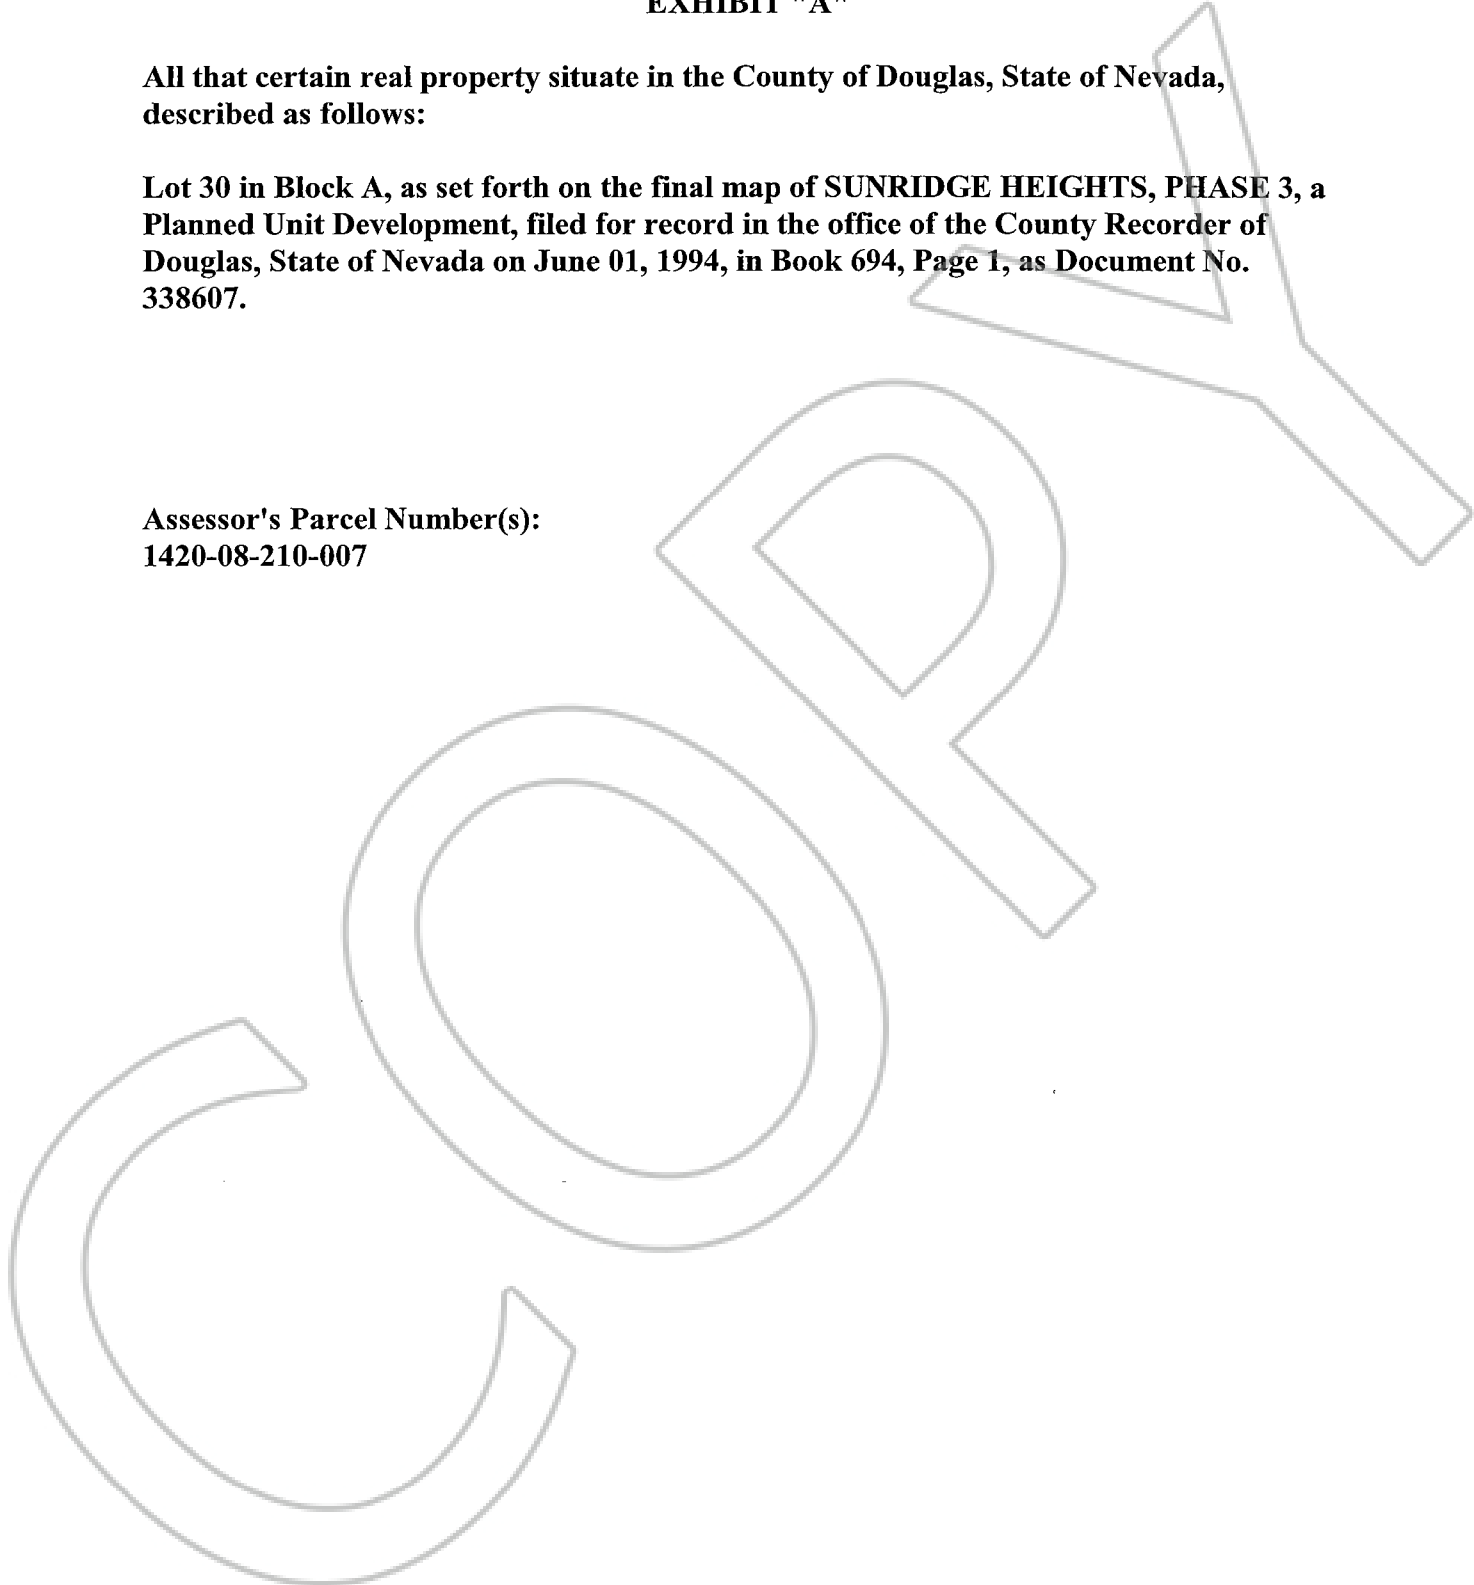 EXHIBIT "A"
All that certain real property situate in the County of Douglas, State of Nevada,
described as follows:
Lot 30 in Block A, as set forth on the final map of SUNRIDGE HEIGHTS, PHASE 3, a
Planned Unit Development, filed for record in the office of the County Recorder of
Douglas, State of Nevada on June 01, 1994, in Book 694, Page 1, as Document No.
338607.
Assessor's Parcel Number(s):
1420-08-210-007
COPY